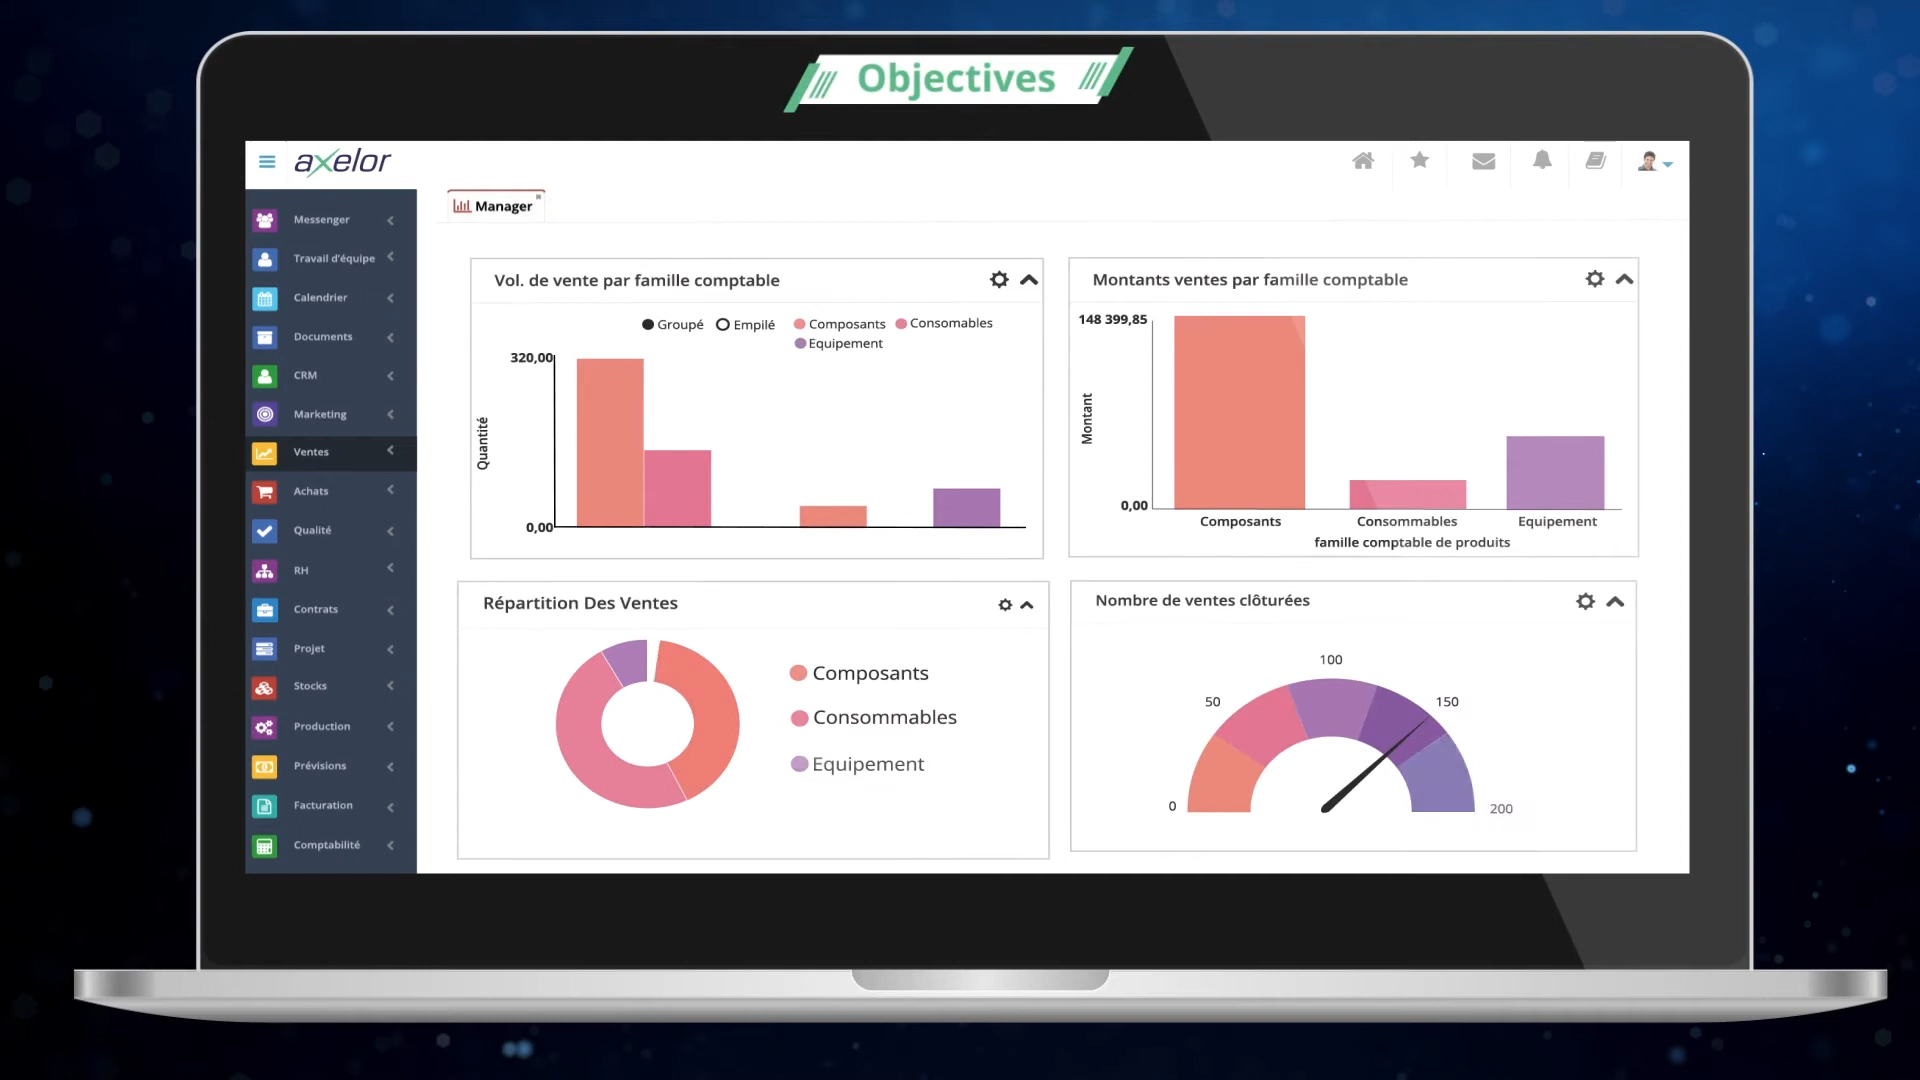 Objectives
axelor
Manager
Messenger
Travail d'équipe
Calendrier
Documents
CRM
Marketing
Ventes
Achats
Qualité
RH
Contrats
Projet
Stocks
Production
Prévisions
Facturation
Comptabilité
Vol. de vente par famille comptable
Groupé Empilé Composants Consomables
Equipement
320,00
Quantité
0,00
Montants ventes par famille comptable
148 399,85
Montant
0,00
Composants Consommables Equipement
famille comptable de produits
Répartition Des Ventes
Composants
Consommables
Equipement
Nombre de ventes clôturées
100
50 150
0 200